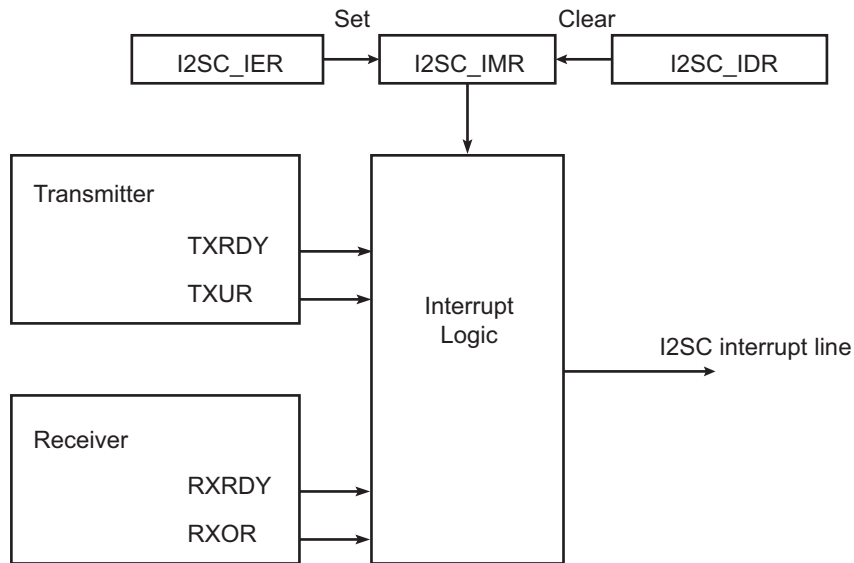 Set
Clear
I2SC_IER
I2SC_IMR
I2SC_IDR
Transmitter
TXRDY
TXUR
Interrupt
Logic
I2SC interrupt line
Receiver
RXRDY
RXOR